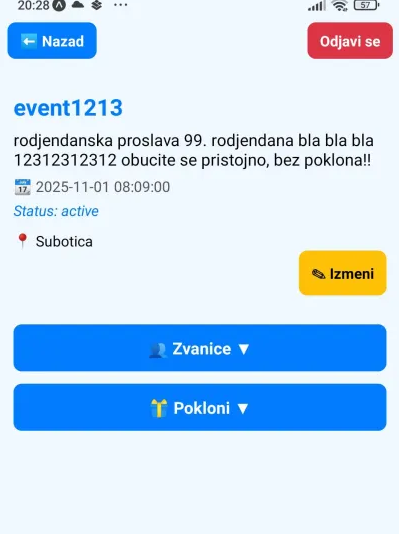 20:28
57
Nazad
Odjavi se
event1213
rodjendanska proslava 99. rodjendana bla bla bla
12312312312 obucite se pristojno, bez poklona!!
2025-11-01 08:09:00
Status: active
Subotica
Izmeni
Zvanice ▼
Pokloni ▼